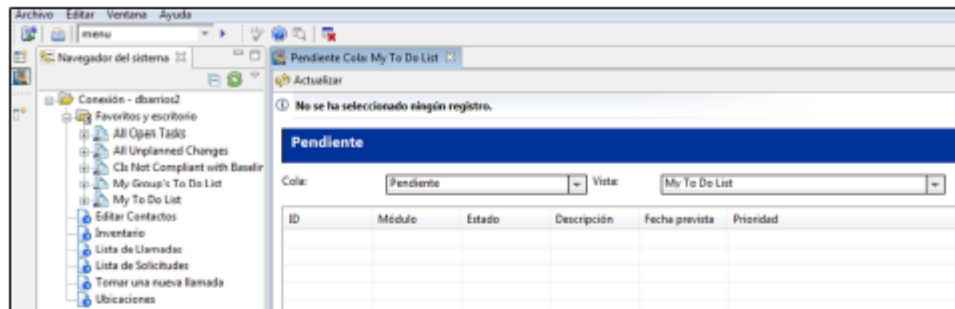 Archivo Editar Ventana Ayuda
menu
Navegador del sistema
Pendiente Cola: My To Do List
Actualizar
Conexión - dbarrios2
Favoritos y escritorio
All Open Tasks
All Unplanned Changes
CIs Not Compliant with Baselin
My Group's To Do List
My To Do List
Editar Contactos
Inventario
Lista de Llamadas
Lista de Solicitudes
Tomar una nueva llamada
Ubicaciones
No se ha seleccionado ningún registro.
Pendiente
Cola: Pendiente Vista: My To Do List
ID Módulo Estado Descripción Fecha prevista Prioridad